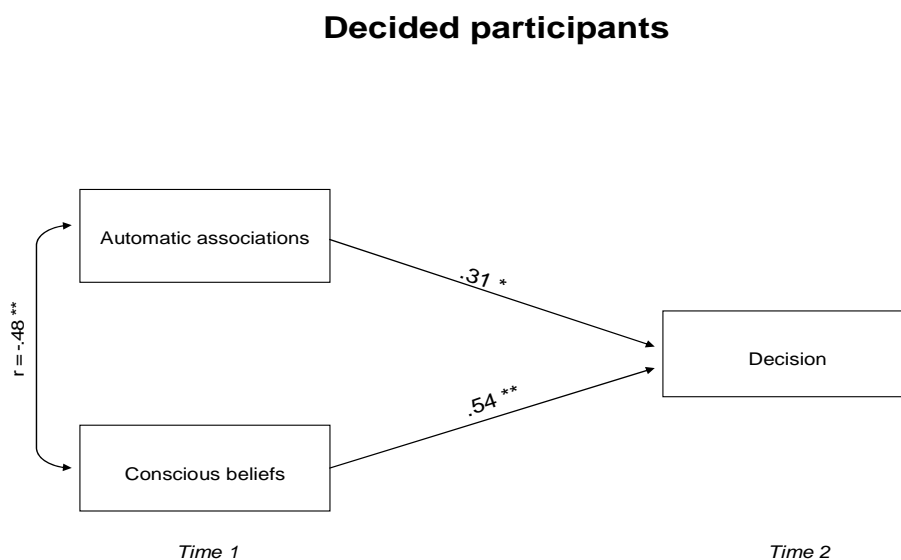 Decided participants
Automatic associations
.31 *
r = -.48 **
Decision
.54 **
Conscious beliefs
Time 1
Time 2